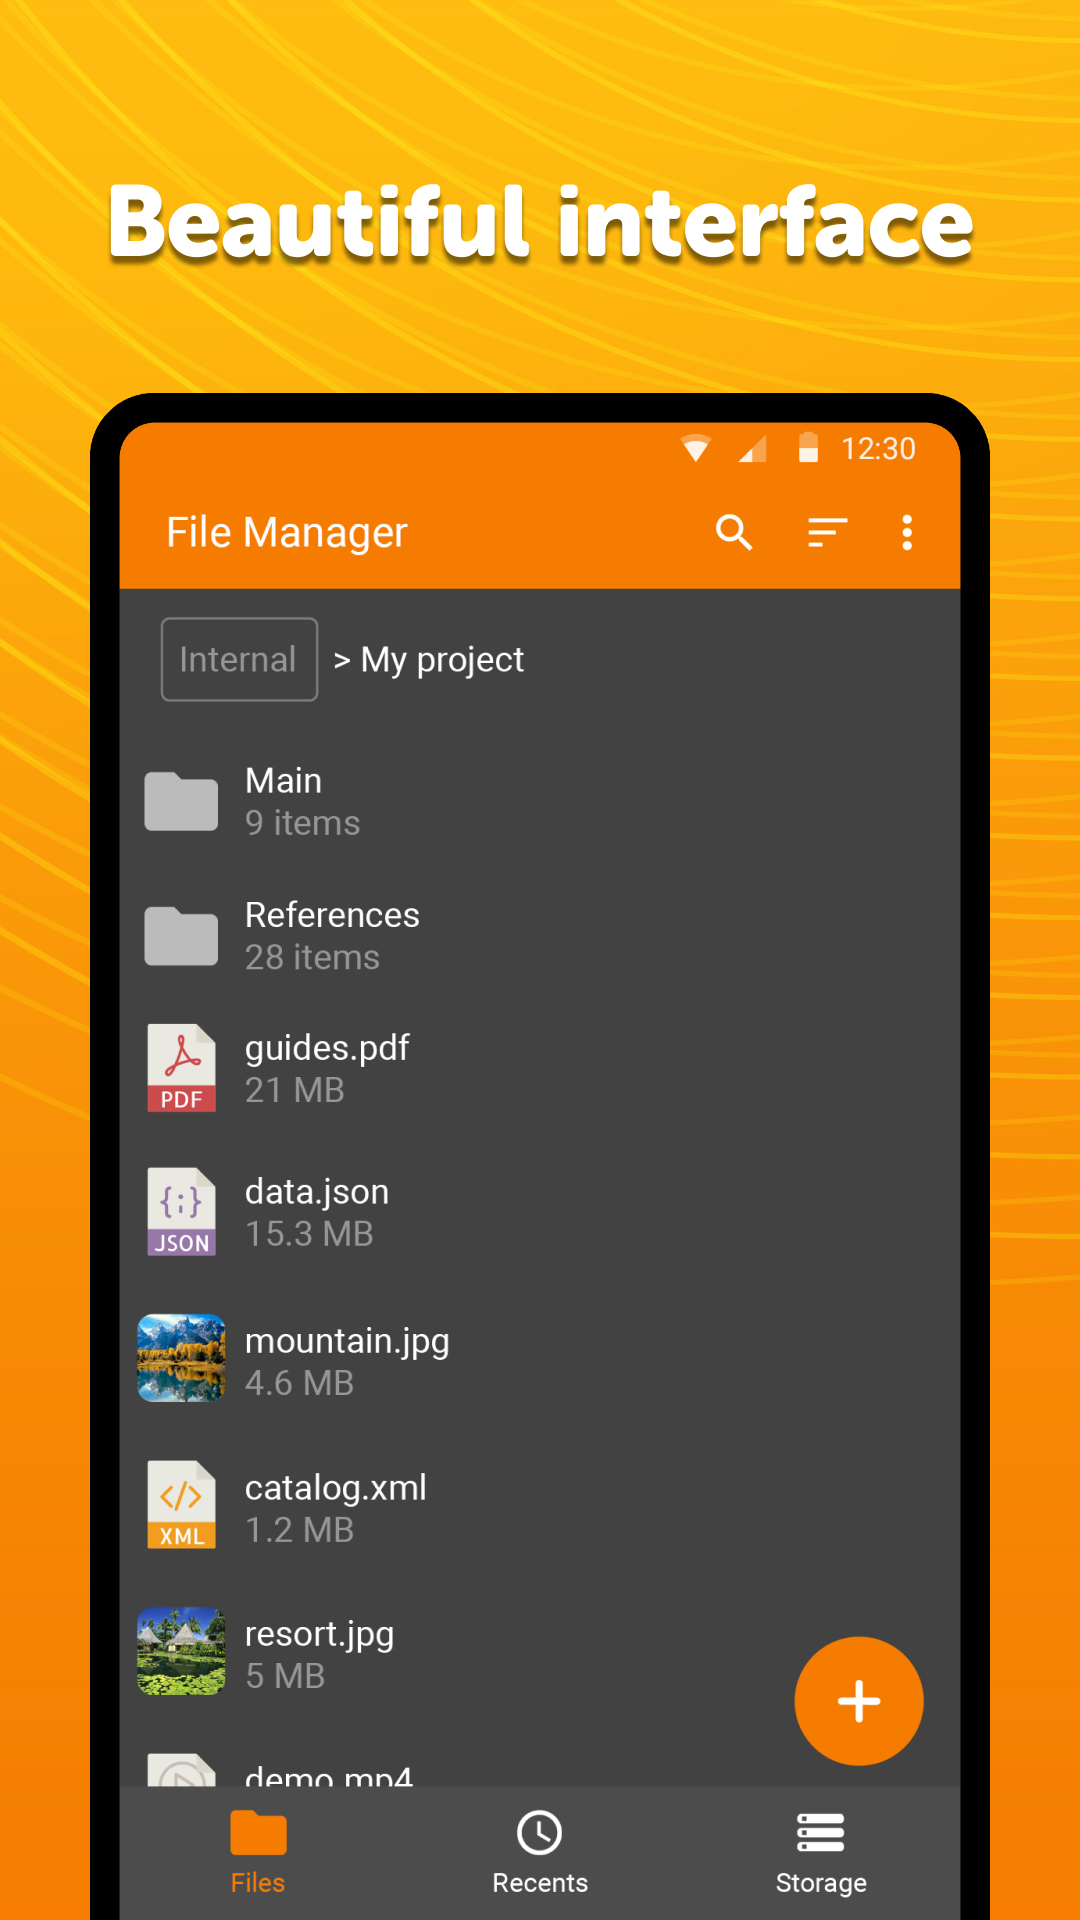 Beautiful interface
12:30
File Manager
Internal > My project
Main
9 items
References
28 items
guides.pdf
21 MB
PDF
data.json
15.3 MB
{;}
JSON
mountain.jpg
4.6 MB
catalog.xml
1.2 MB
</>
XML
resort.jpg
5 MB
demo.mp4
Files
Recents
Storage